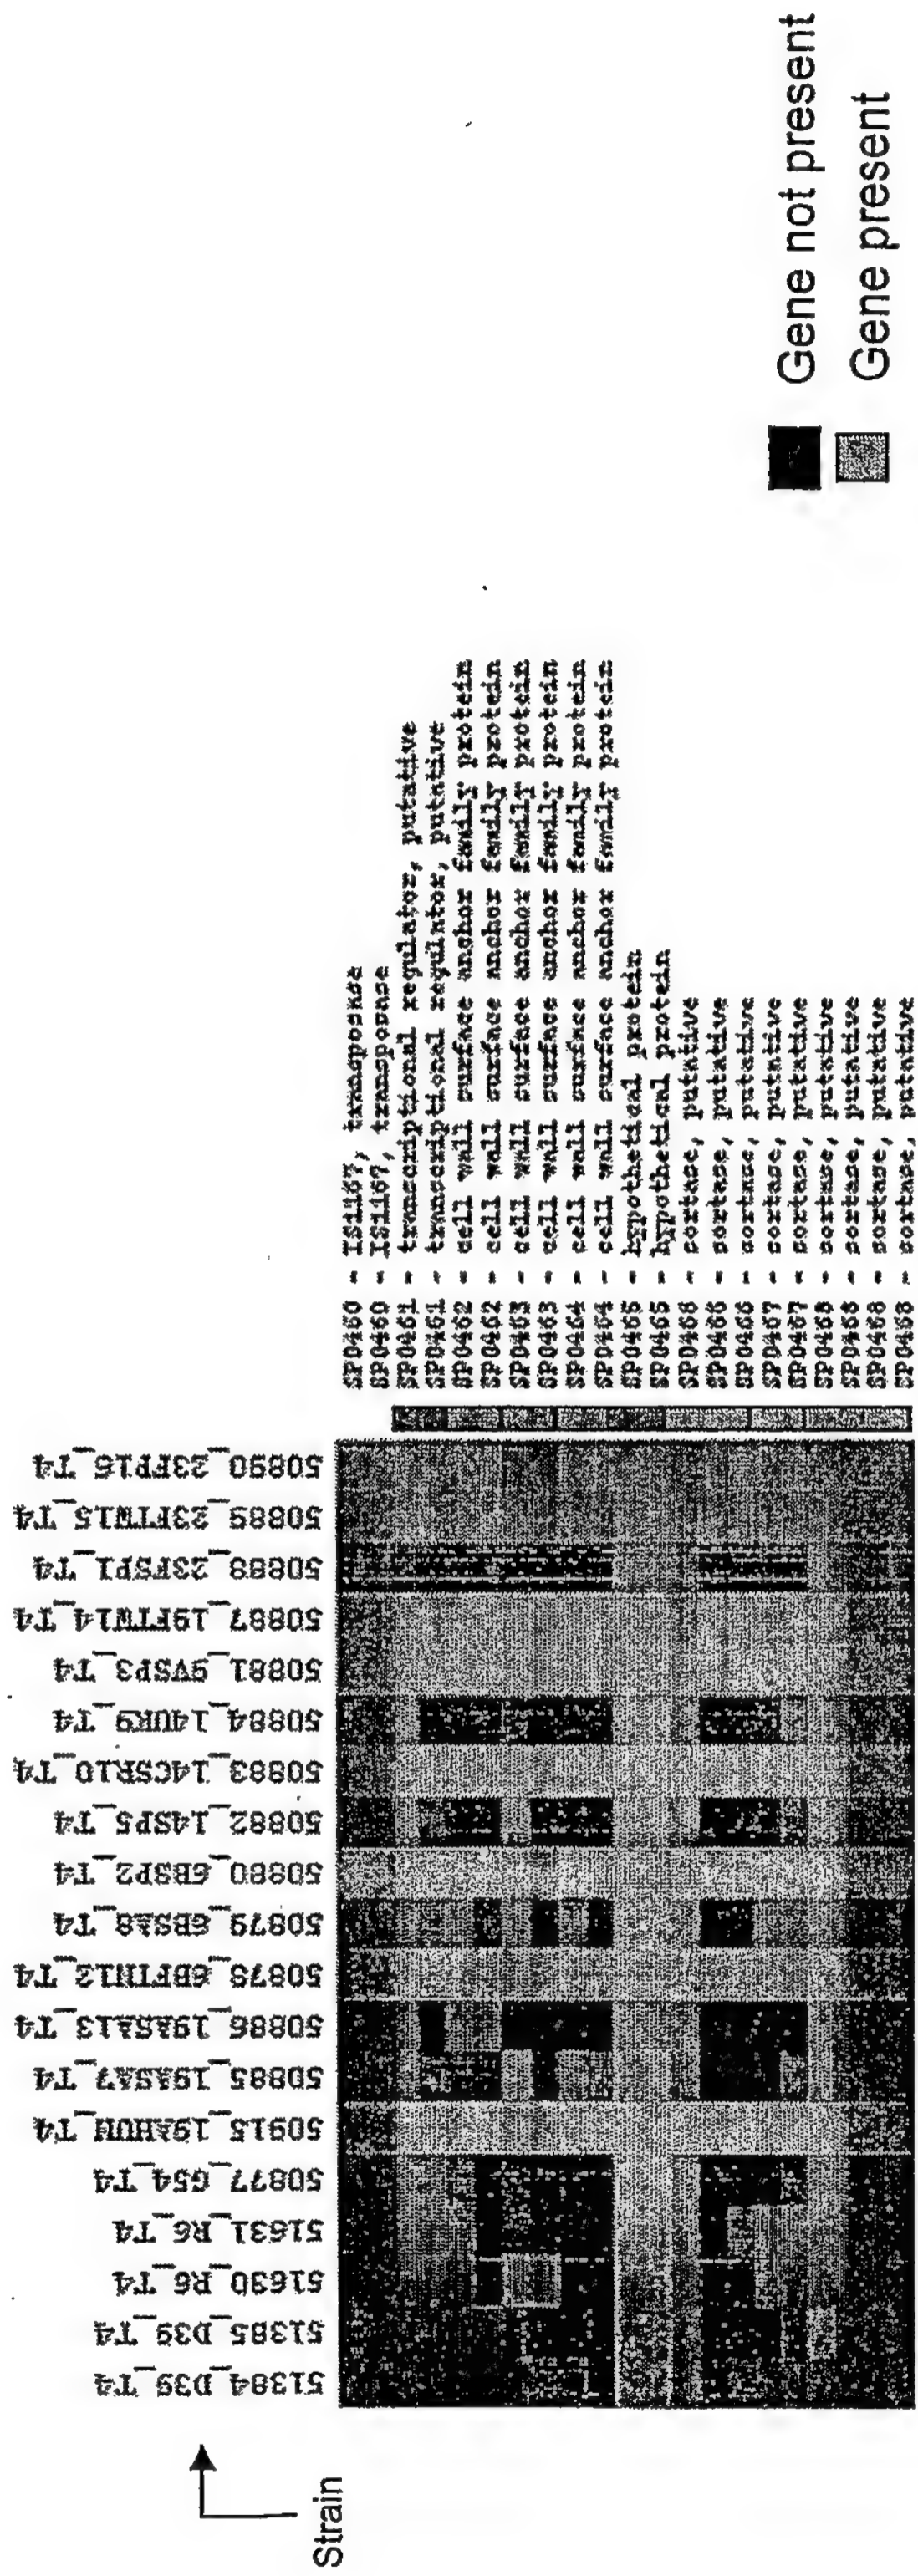 Strain
51384_D39_T4
51385_D39_T4
51630_R6_T4
51631_R6_T4
50877_G54_T4
50915_19AHUN_T4
50885_19ASA7_T4
50886_19ASA13_T4
50878_6BFIN12_T4
50879_6BSA8_T4
50880_6BSP2_T4
50882_14SP5_T4
50883_14CSR10_T4
50884_14UK9_T4
50881_9VSP3_T4
50887_19FTW14_T4
50888_23FSP1_T4
50889_23FTW15_T4
50890_23FP16_T4
SP0460 - IS1167, transposase
SP0460 - IS1167, transposase
SP0461 - transcriptional regulator, putative
SP0461 - transcriptional regulator, putative
SP0462 - cell wall surface anchor family protein
SP0462 - cell wall surface anchor family protein
SP0463 - cell wall surface anchor family protein
SP0463 - cell wall surface anchor family protein
SP0464 - cell wall surface anchor family protein
SP0464 - cell wall surface anchor family protein
SP0465 - hypothetical protein
SP0465 - hypothetical protein
SP0466 - sortase, putative
SP0466 - sortase, putative
SP0466 - sortase, putative
SP0467 - sortase, putative
SP0467 - sortase, putative
SP0468 - sortase, putative
SP0468 - sortase, putative
SP0468 - sortase, putative
SP0468 - sortase, putative
Gene not present
Gene present